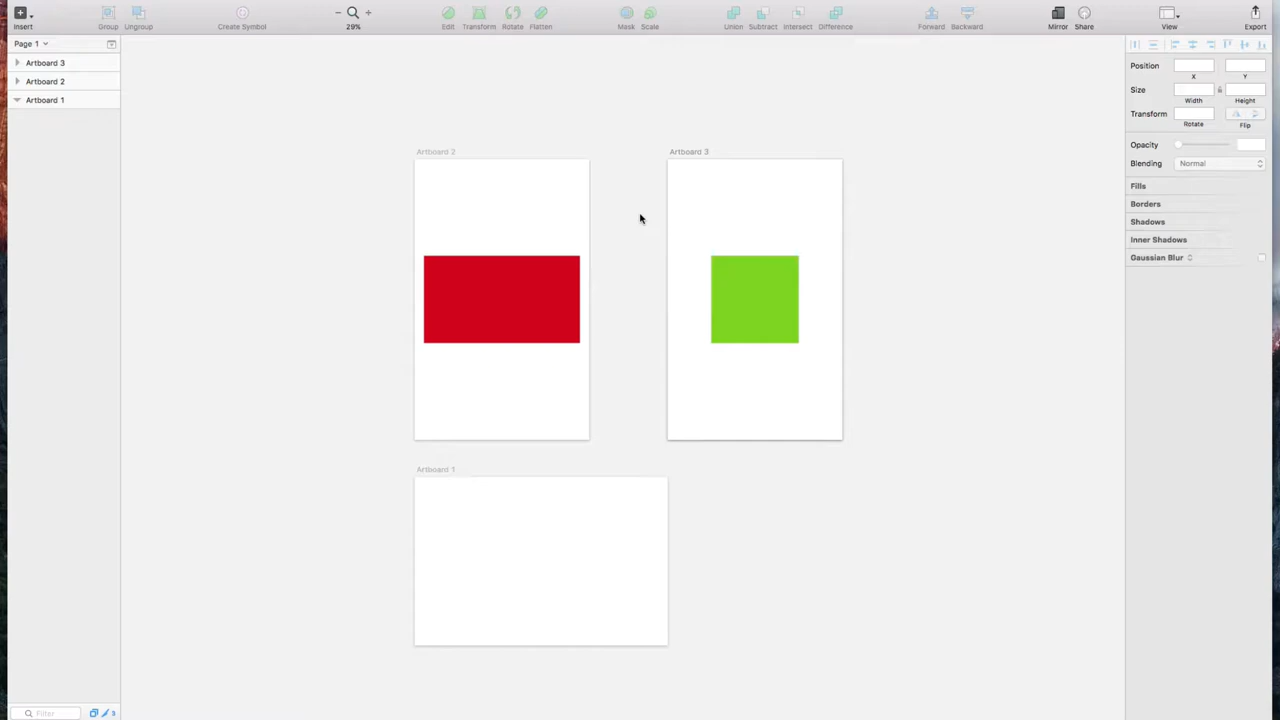 Insert
Group
Ungroup
Create Symbol
29%
Edit
Transform
Rotate
Flatten
Mask
Scale
Union
Subtract
Intersect
Difference
Forward
Backward
Mirror
Share
View
Export
Page 1
Artboard 3
Artboard 2
Artboard 1
Artboard 2
Artboard 3
Artboard 1
Position
X
Y
Size
Width
Height
Transform
Rotate
Flip
Opacity
Blending
Normal
Fills
Borders
Shadows
Inner Shadows
Gaussian Blur
Filter
3